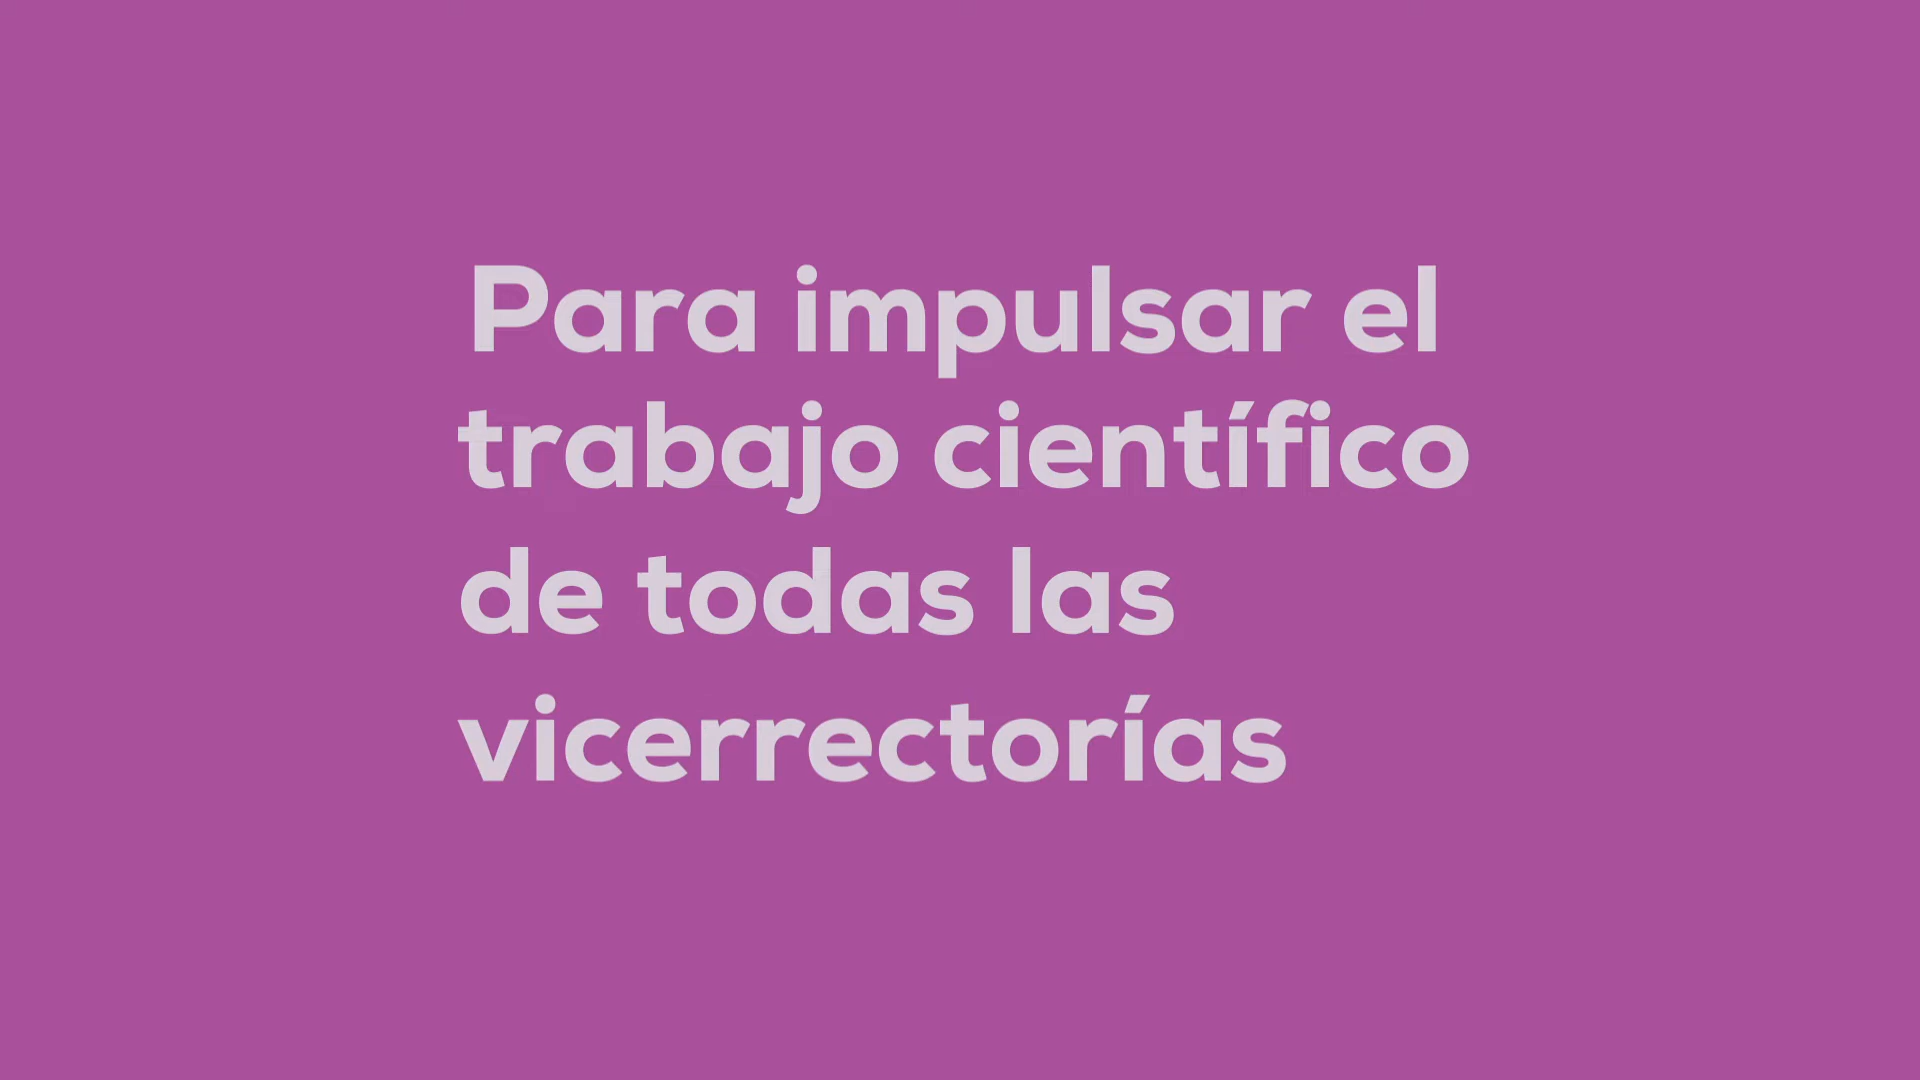 Para impulsar el
trabajo científico
de todas las
vicerrectorías